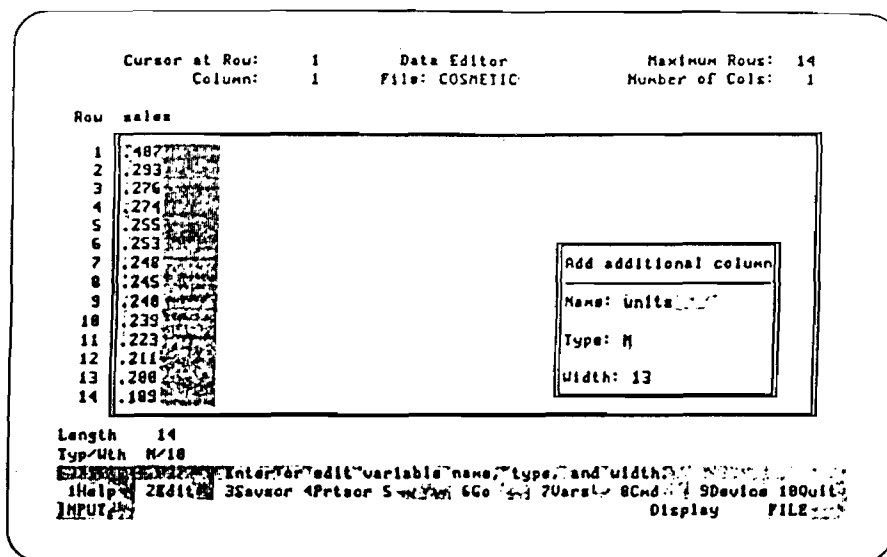 Cursor at Row: 1 Data Editor Maximum Rows: 14
Column: 1 File: COSMETIC Number of Cols: 1
Row sales
1 .487
2 .293
3 .276
4 .274
5 .255
6 .253
7 .248
8 .245
9 .240
10 .239
11 .223
12 .211
13 .200
14 .189
Add additional column
Name: units
Type: N
Width: 13
Length 14
Typ/Wth N/10
Enter or edit variable name, type, and width.
1Help 2Edit 3Savscr 4Prtscr 5 6Go 7Vars 8Cmd 9Device 10Quit
INPUT Display FILE